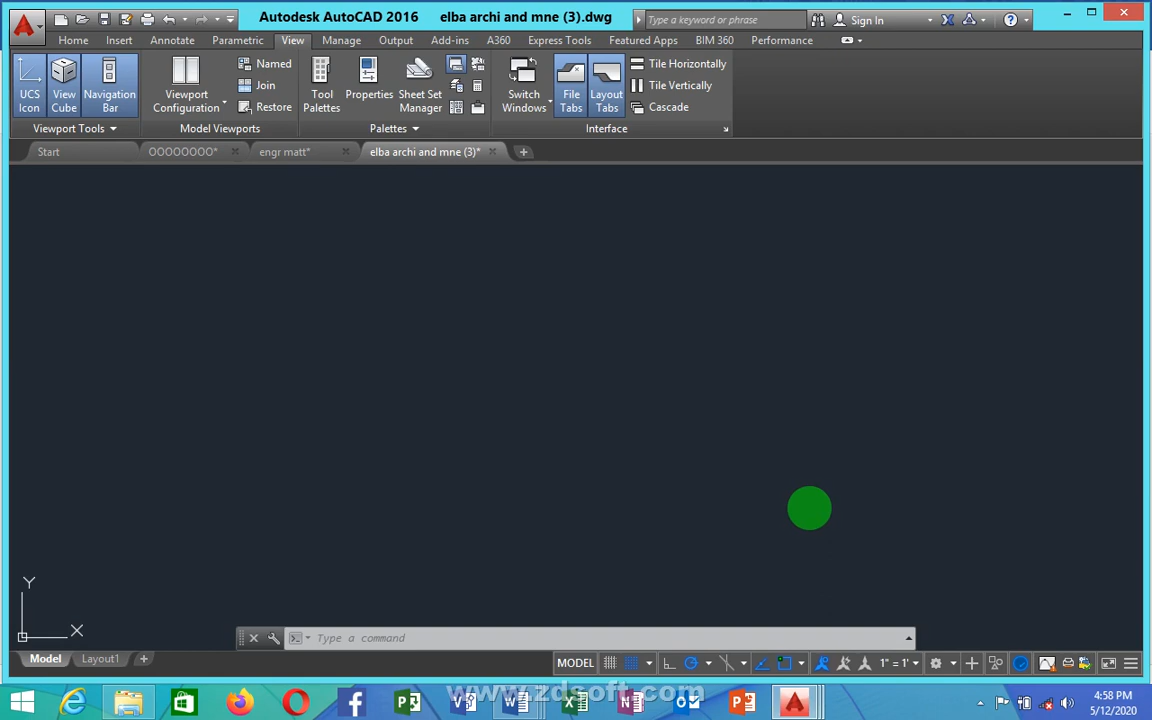 Autodesk AutoCAD 2016 elba archi and mne (3).dwg
Type a keyword or phrase
Sign In
Home Insert Annotate Parametric View Manage Output Add-ins A360 Express Tools Featured Apps BIM 360 Performance
UCS Icon
View Cube
Navigation Bar
Viewport Configuration
Named
Join
Restore
Tool Palettes
Properties
Sheet Set Manager
Switch Windows
File Tabs
Layout Tabs
Tile Horizontally
Tile Vertically
Cascade
Viewport Tools Model Viewports Palettes Interface
Start OOOOOOOO* engr matt* elba archi and mne (3)*
Y
X
Type a command
Model Layout1
MODEL 1" = 1'
www.zdsoft.com
4:58 PM
5/12/2020